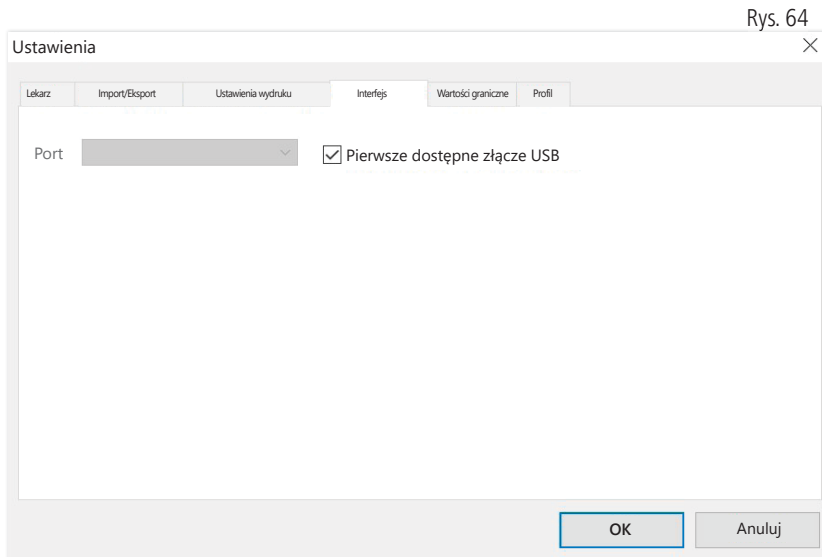 Rys. 64
Ustawienia
Lekarz Import/Eksport Ustawienia wydruku Interfejs Wartości graniczne Profil
Port Pierwsze dostępne złącze USB
OK Anuluj